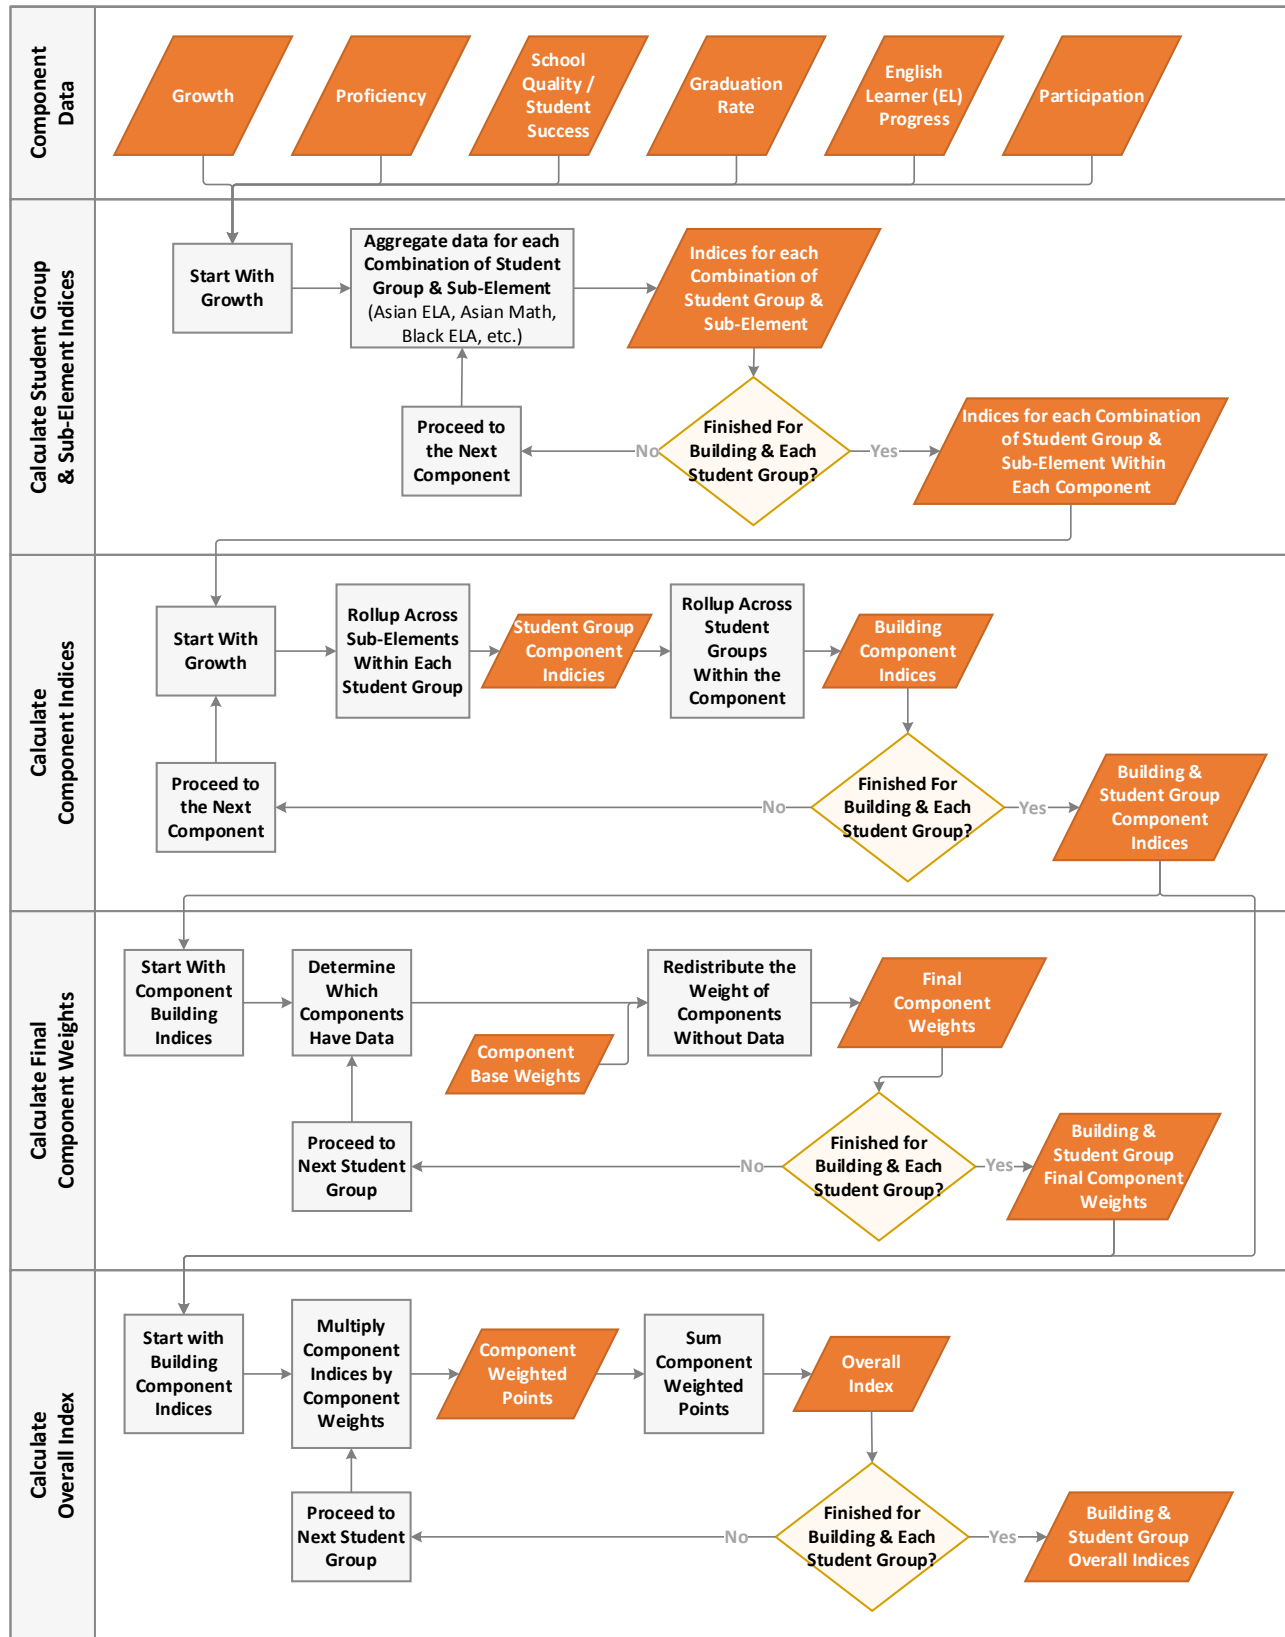 Component
Data
Growth
Proficiency
School
Quality /
Student
Success
Graduation
Rate
English
Learner (EL)
Progress
Participation
Calculate Student Group
& Sub-Element Indices
Start With
Growth
Aggregate data for each
Combination of Student
Group & Sub-Element
(Asian ELA, Asian Math,
Black ELA, etc.)
Indices for each
Combination of
Student Group &
Sub-Element
Proceed to
the Next
Component
No
Finished For
Building & Each
Student Group?
Yes
Indices for each Combination
of Student Group &
Sub-Element Within
Each Component
Calculate
Component Indices
Start With
Growth
Rollup Across
Sub-Elements
Within Each
Student Group
Student Group
Component
Indicies
Rollup Across
Student
Groups
Within the
Component
Building
Component
Indices
Proceed to
the Next
Component
No
Finished For
Building & Each
Student Group?
Yes
Building &
Student Group
Component
Indices
Calculate Final
Component Weights
Start With
Component
Building
Indices
Determine
Which
Components
Have Data
Component
Base Weights
Redistribute the
Weight of
Components
Without Data
Final
Component
Weights
Proceed to
Next Student
Group
No
Finished for
Building & Each
Student Group?
Yes
Building &
Student Group
Final Component
Weights
Calculate
Overall Index
Start with
Building
Component
Indices
Multiply
Component
Indices by
Component
Weights
Component
Weighted
Points
Sum
Component
Weighted
Points
Overall
Index
Proceed to
Next Student
Group
No
Finished for
Building & Each
Student Group?
Yes
Building &
Student Group
Overall Indices